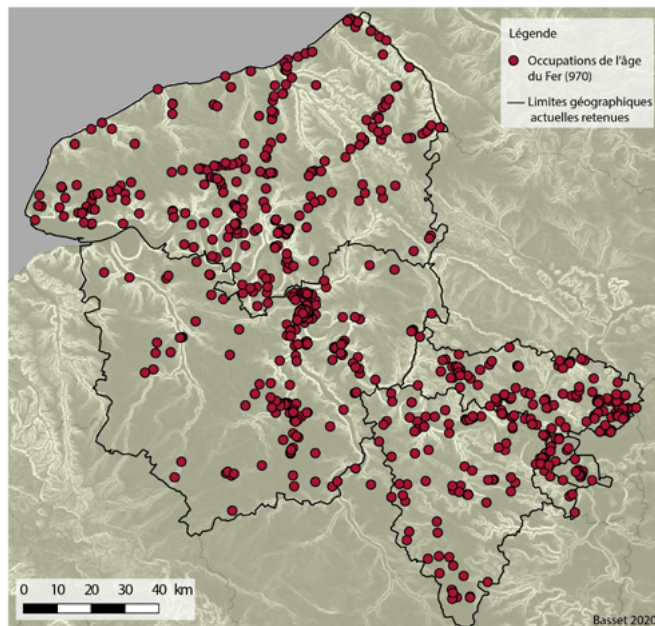 Légende
Occupations de l'âge
du Fer (970)
Limites géographiques
actuelles retenues
0 10 20 30 40 km
Basset 2020